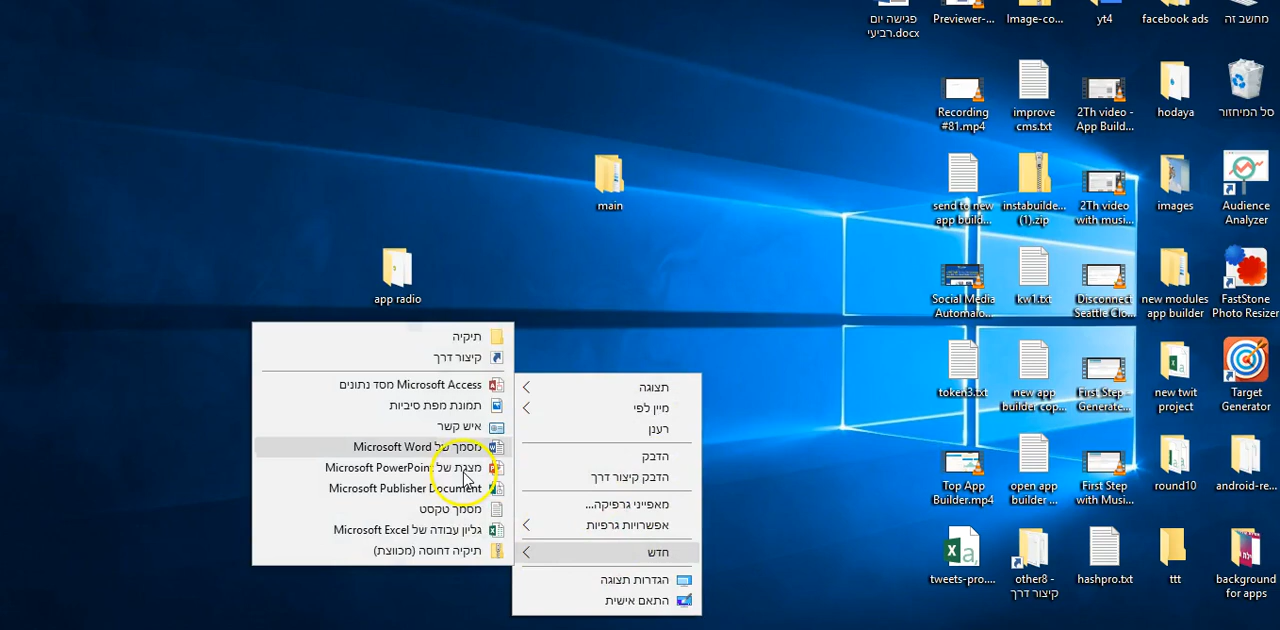 פגישה יום
רביעי.docx
Previewer-...
Image-co...
yt4
facebook ads
מחשב זה
Recording
#81.mp4
improve
cms.txt
2Th video -
App Build...
hodaya
סל המיחזור
main
send to new
app build...
instabuilde...
(1).zip
2Th video
with musi...
images
Audience
Analyzer
app radio
Social Media
Automalo...
kw1.txt
Disconnect
Seattle Clo...
new modules
app builder
FastStone
Photo Resizer
token3.txt
new app
builder cop...
First Step -
Generate...
new twit
project
Target
Generator
Top App
Builder.mp4
open app
builder ...
First Step
with Musi...
round10
android-re...
tweets-pro....
other8 -
קיצור דרך
hashpro.txt
ttt
background
for apps
תצוגה
מיין לפי
רענן
הדבק
הדבק קיצור דרך
מאפייני גרפיקה...
אפשרויות גרפיות
חדש
הגדרות תצוגה
התאם אישית
תיקיה
קיצור דרך
Microsoft Access מסד נתונים
תמונת מפת סיביות
איש קשר
מסמך של Microsoft Word
מצגת של Microsoft PowerPoint
Microsoft Publisher Document
מסמך טקסט
גליון עבודה של Microsoft Excel
תיקיה דחוסה (מכווצת)